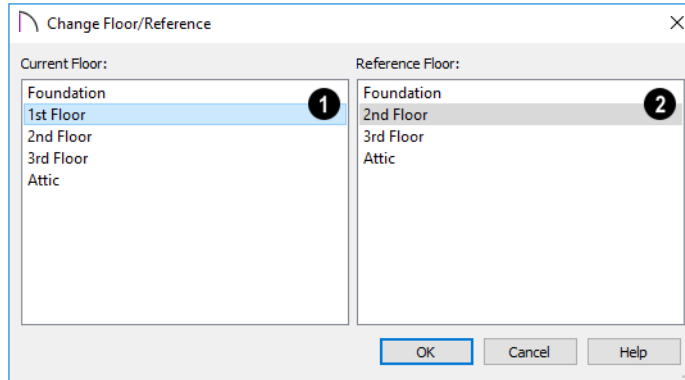 Change Floor/Reference
Current Floor:
Foundation
1st Floor
2nd Floor
3rd Floor
Attic
1
Reference Floor:
Foundation
2nd Floor
3rd Floor
Attic
2
OK
Cancel
Help